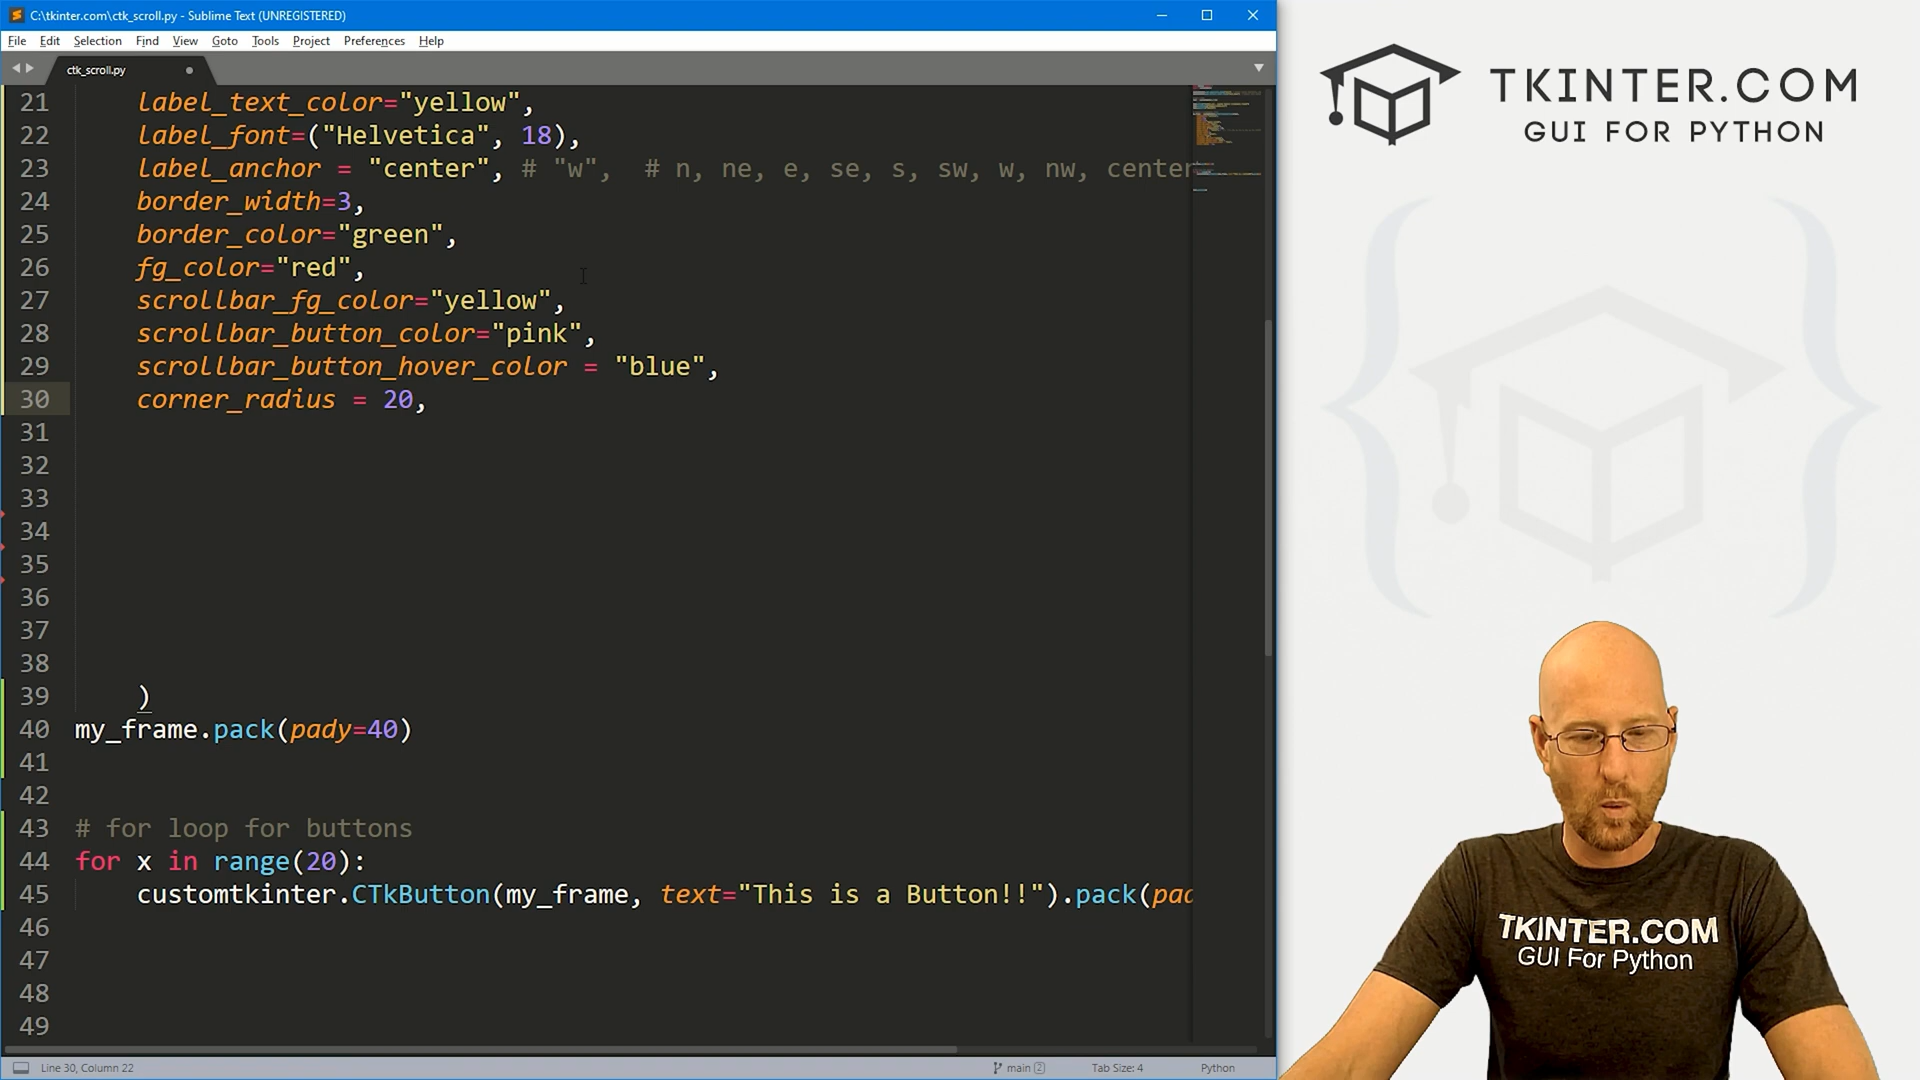 C:\tkinter.com\ctk_scroll.py - Sublime Text (UNREGISTERED)
File Edit Selection Find View Goto Tools Project Preferences Help
ctk_scroll.py
21 label_text_color="yellow",
22 label_font=("Helvetica", 18),
23 label_anchor = "center", # "w", # n, ne, e, se, s, sw, w, nw, center
24 border_width=3,
25 border_color="green",
26 fg_color="red",
27 scrollbar_fg_color="yellow",
28 scrollbar_button_color="pink",
29 scrollbar_button_hover_color = "blue",
30 corner_radius = 20,
31
32
33
34
35
36
37
38
39 )
40 my_frame.pack(pady=40)
41
42
43 # for loop for buttons
44 for x in range(20):
45 customtkinter.CTkButton(my_frame, text="This is a Button!!").pack(pad
46
47
48
49
Line 30, Column 22
main 2
Tab Size: 4
Python
TKINTER.COM
GUI FOR PYTHON
TKINTER.COM
GUI For Python